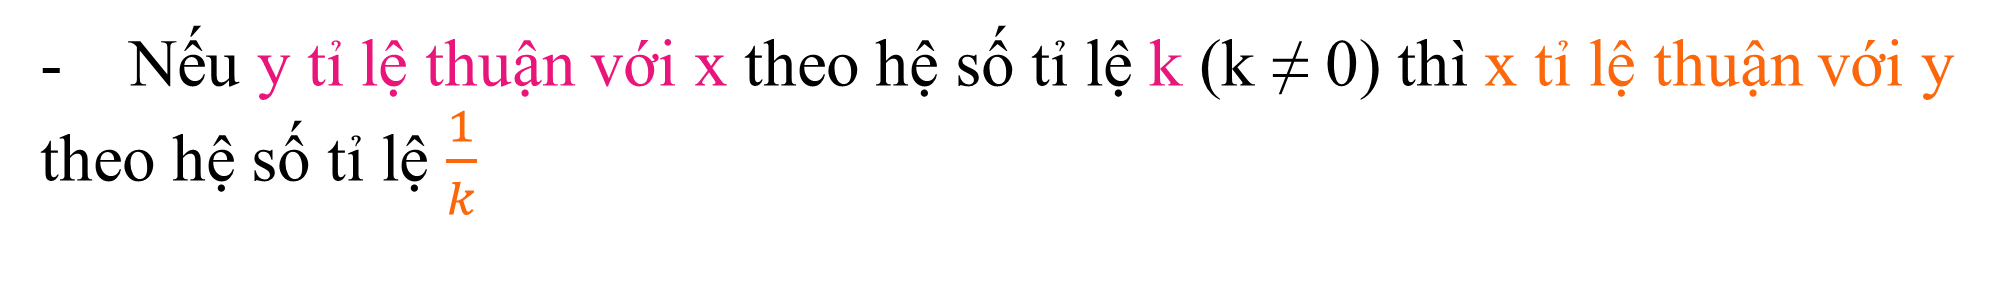 - Nếu y tỉ lệ thuận với x theo hệ số tỉ lệ k (k ≠ 0) thì x tỉ lệ thuận với y
theo hệ số tỉ lệ 1/k